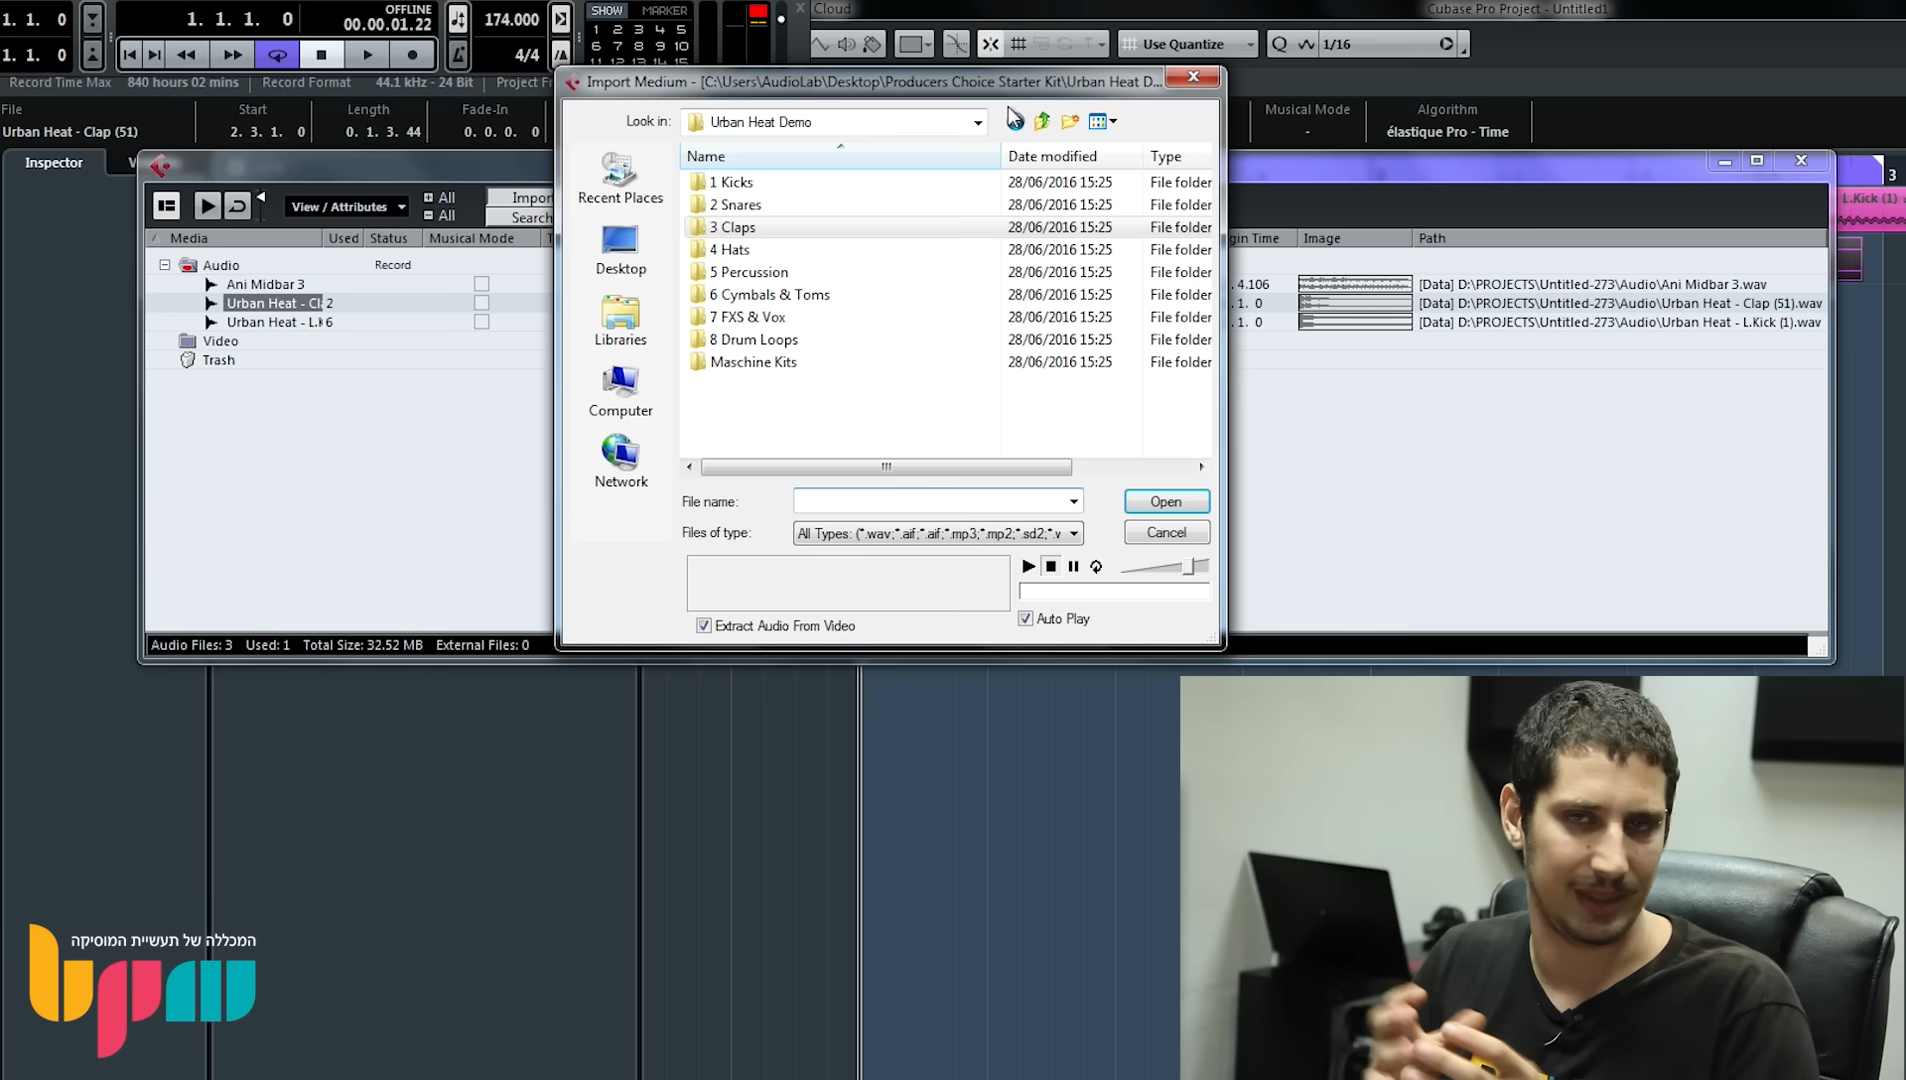 1. 1. 0
1. 1. 1. 0
OFFLINE
00.00.01.22
174.000
SHOW
MARKER
1 2 3 4 5
6 7 8 9 10
Cloud
Cubase Pro Project - Untitled1
1. 1. 0
4/4
Use Quantize
Q
1/16
Record Time Max
840 hours 02 mins
Record Format
44.1 kHz - 24 Bit
File
Start
Length
Fade-In
Musical Mode
Algorithm
Urban Heat - Clap (51)
2. 3. 1. 0
0. 1. 3. 44
0. 0. 0. 0
-
élastique Pro - Time
Inspector
3
L.Kick (1)
Import Medium - [C:\Users\AudioLab\Desktop\Producers Choice Starter Kit\Urban Heat D...
Look in:
Urban Heat Demo
Name
Date modified
Type
1 Kicks
28/06/2016 15:25
File folder
2 Snares
28/06/2016 15:25
File folder
3 Claps
28/06/2016 15:25
File folder
4 Hats
28/06/2016 15:25
File folder
5 Percussion
28/06/2016 15:25
File folder
6 Cymbals & Toms
28/06/2016 15:25
File folder
7 FXS & Vox
28/06/2016 15:25
File folder
8 Drum Loops
28/06/2016 15:25
File folder
Maschine Kits
28/06/2016 15:25
File folder
Recent Places
Desktop
Libraries
Computer
Network
File name:
Open
Files of type:
All Types: (*.wav;*.aif;*.aif;*.mp3;*.mp2;*.sd2;*.v
Cancel
Auto Play
Extract Audio From Video
View / Attributes
All
All
Impor
Search
Media
Used
Status
Musical Mode
Image
Path
Audio
Record
Ani Midbar 3
4.106
[Data] D:\PROJECTS\Untitled-273\Audio\Ani Midbar 3.wav
Urban Heat - Cl
2
1. 0
[Data] D:\PROJECTS\Untitled-273\Audio\Urban Heat - Clap (51).wav
Urban Heat - L.K
6
1. 0
[Data] D:\PROJECTS\Untitled-273\Audio\Urban Heat - L.Kick (1).wav
Video
Trash
Audio Files: 3
Used: 1
Total Size: 32.52 MB
External Files: 0
המכללה של תעשיית המוסיקה